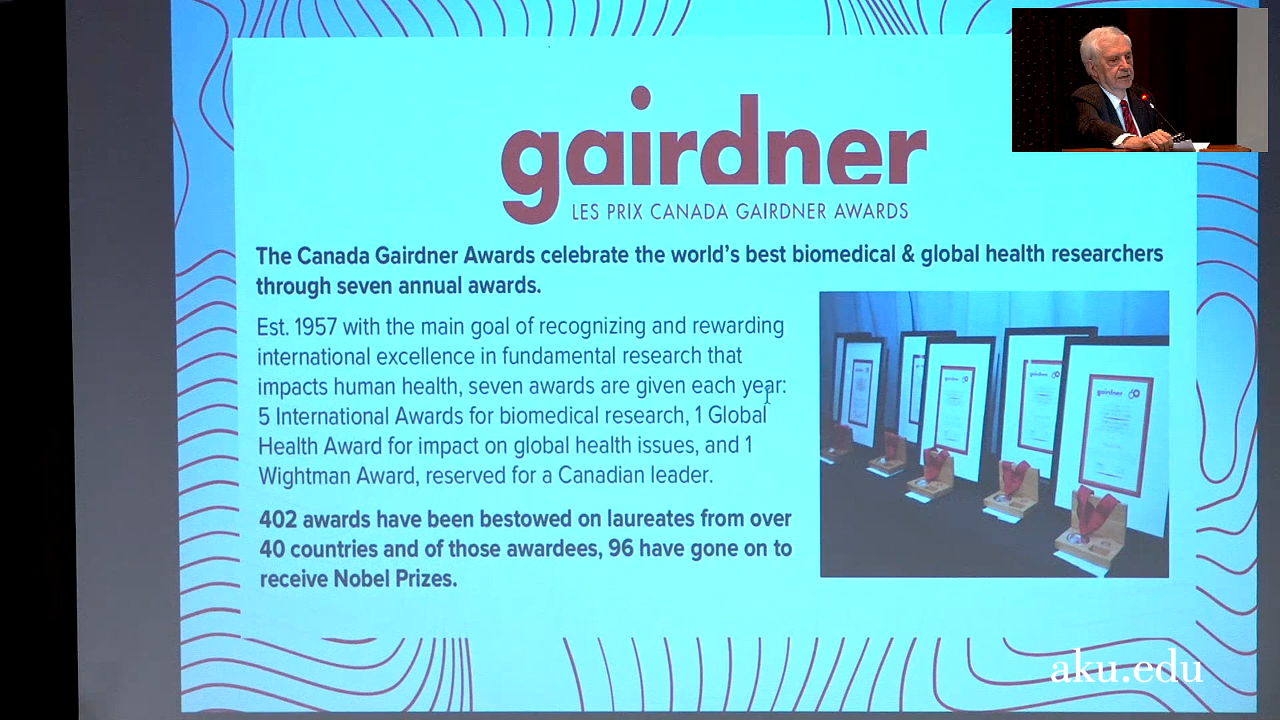 gairdner
LES PRIX CANADA GAIRDNER AWARDS
The Canada Gairdner Awards celebrate the world's best biomedical & global health researchers
through seven annual awards.
Est. 1957 with the main goal of recognizing and rewarding
international excellence in fundamental research that
impacts human health, seven awards are given each year:
5 International Awards for biomedical research, 1 Global
Health Award for impact on global health issues, and 1
Wightman Award, reserved for a Canadian leader.
402 awards have been bestowed on laureates from over
40 countries and of those awardees, 96 have gone on to
receive Nobel Prizes.
gairdner
gairdner
gairdner
aku.edu